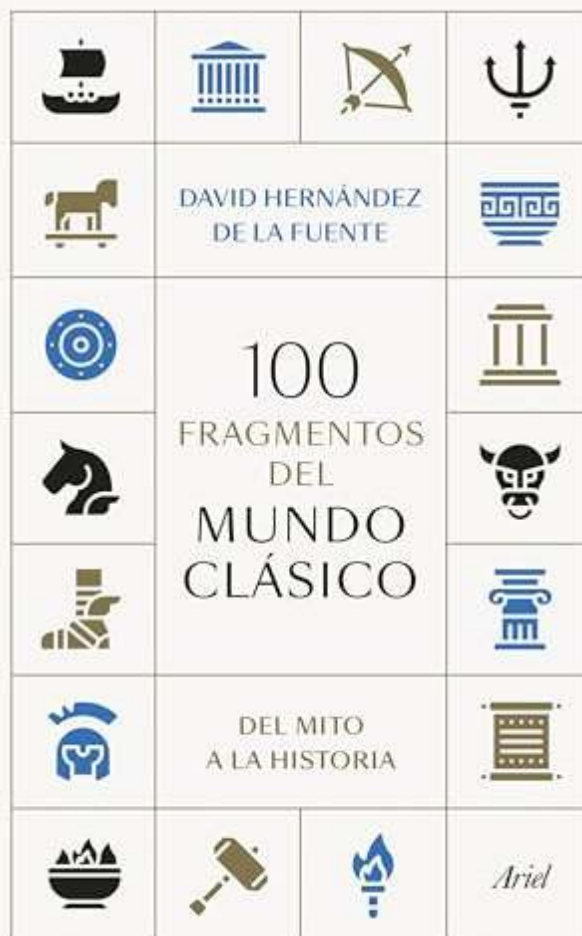 DAVID HERNÁNDEZ
DE LA FUENTE
100
FRAGMENTOS
DEL
MUNDO
CLÁSICO
DEL MITO
A LA HISTORIA
Ariel